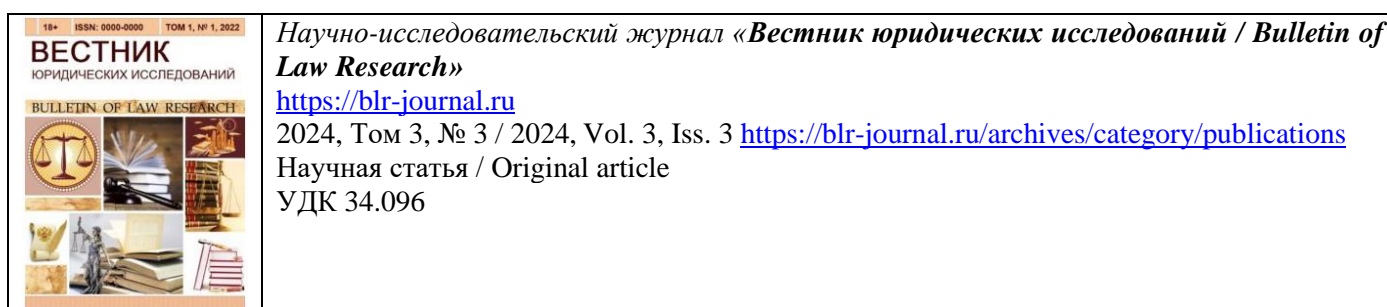 18+ ISSN: 0000-0000 ТОМ 1, № 1, 2022
ВЕСТНИК
ЮРИДИЧЕСКИХ ИССЛЕДОВАНИЙ
BULLETIN OF LAW RESEARCH
Научно-исследовательский журнал «Вестник юридических исследований / Bulletin of
Law Research»
https://blr-journal.ru
2024, Том 3, № 3 / 2024, Vol. 3, Iss. 3 https://blr-journal.ru/archives/category/publications
Научная статья / Original article
УДК 34.096